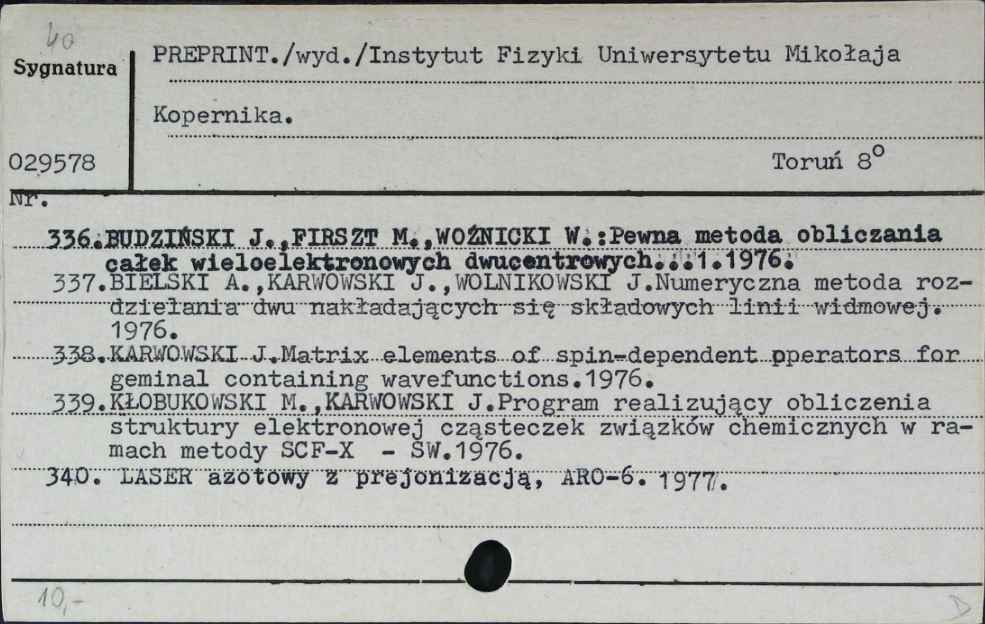 40
Sygnatura
PREPRINT./wyd./Instytut Fizyki Uniwersytetu Mikołaja
Kopernika.
029578
Toruń 8°
Nr.
336.BUDZIŃSKI J.,FIRSZT M.,WOŹNICKI W.:Pewna metoda obliczania
całek wieloelektronowych dwucentrowych...1.1976.
337.BIELSKI A.,KARWOWSKI J.,WOLNIKOWSKI J.Numeryczna metoda roz-
dzielania dwu nakładających się składowych linii widmowej.
1976.
338.KARWOWSKI J.Matrix elements of spin-dependent pperators for
geminal containing wavefunctions.1976.
339.KŁOBUKOWSKI M.,KARWOWSKI J.Program realizujący obliczenia
struktury elektronowej cząsteczek związków chemicznych w ra-
mach metody SCF-X - SW.1976.
340. LASER azotowy z prejonizacją, ARO-6. 1977.
10,-
D